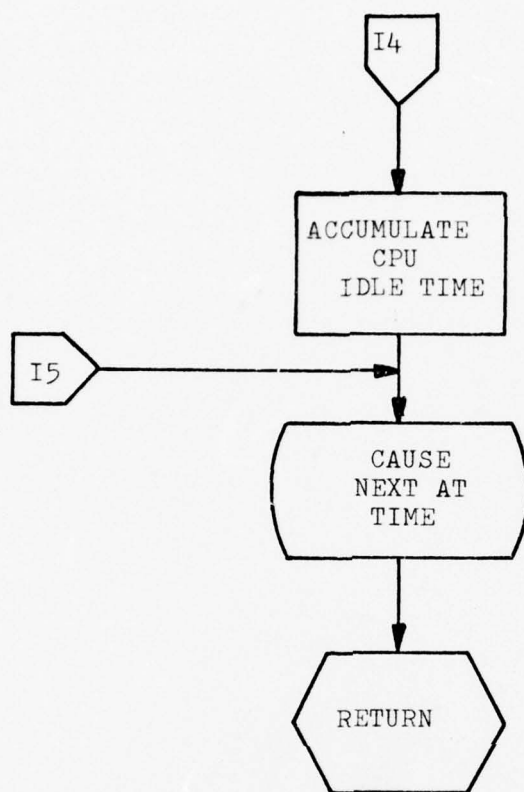 I4
ACCUMULATE
CPU
IDLE TIME
I5
CAUSE
NEXT AT
TIME
RETURN